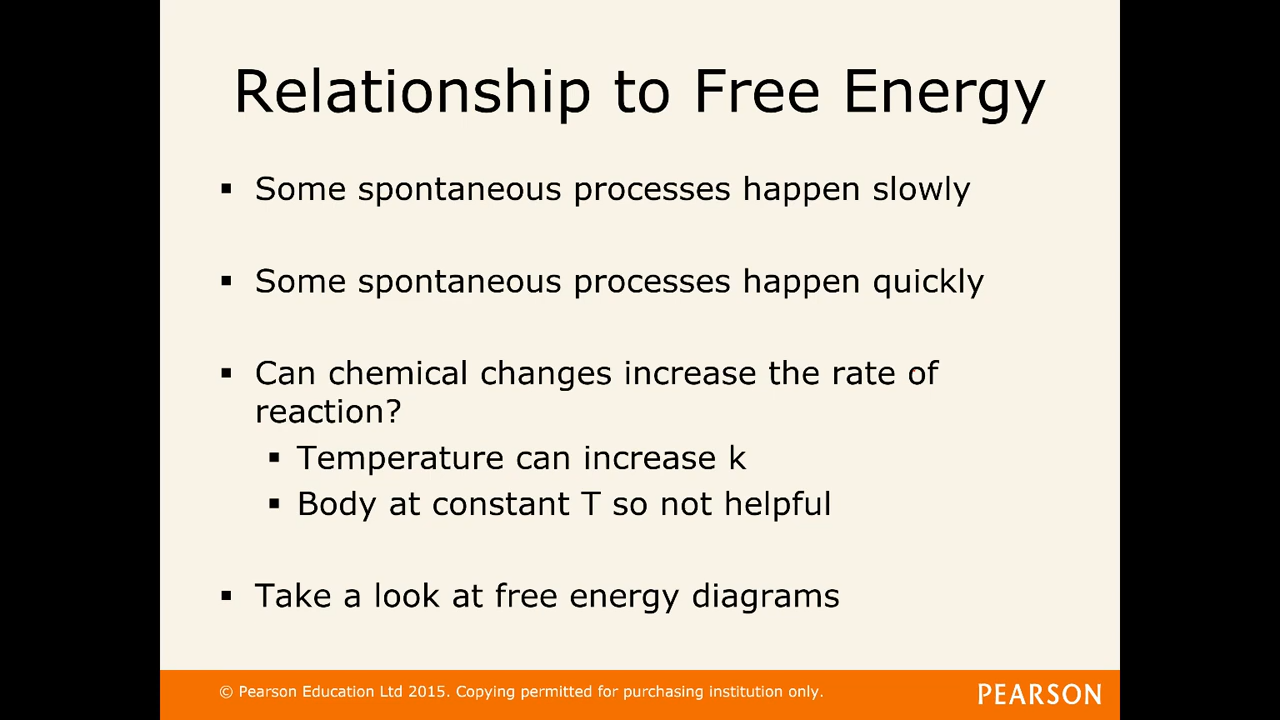 Relationship to Free Energy
▪ Some spontaneous processes happen slowly
▪ Some spontaneous processes happen quickly
▪ Can chemical changes increase the rate of
reaction?
▪ Temperature can increase k
▪ Body at constant T so not helpful
▪ Take a look at free energy diagrams
© Pearson Education Ltd 2015. Copying permitted for purchasing institution only.
PEARSON